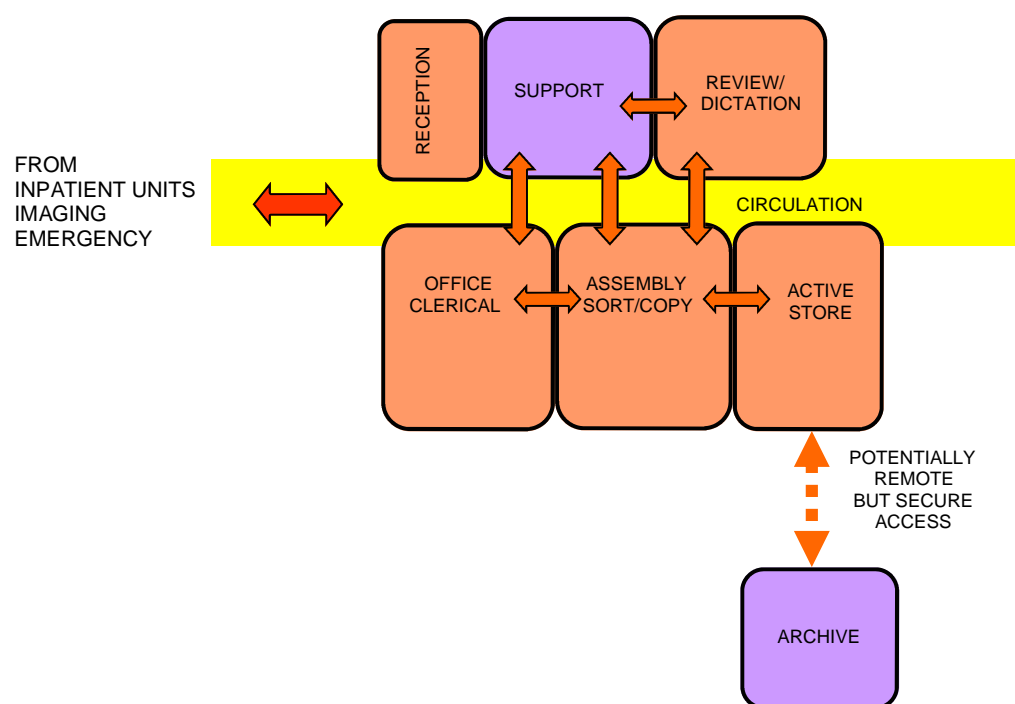 RECEPTION
SUPPORT
REVIEW/
DICTATION
FROM
INPATIENT UNITS
IMAGING
EMERGENCY
CIRCULATION
OFFICE
CLERICAL
ASSEMBLY
SORT/COPY
ACTIVE
STORE
POTENTIALLY
REMOTE
BUT SECURE
ACCESS
ARCHIVE